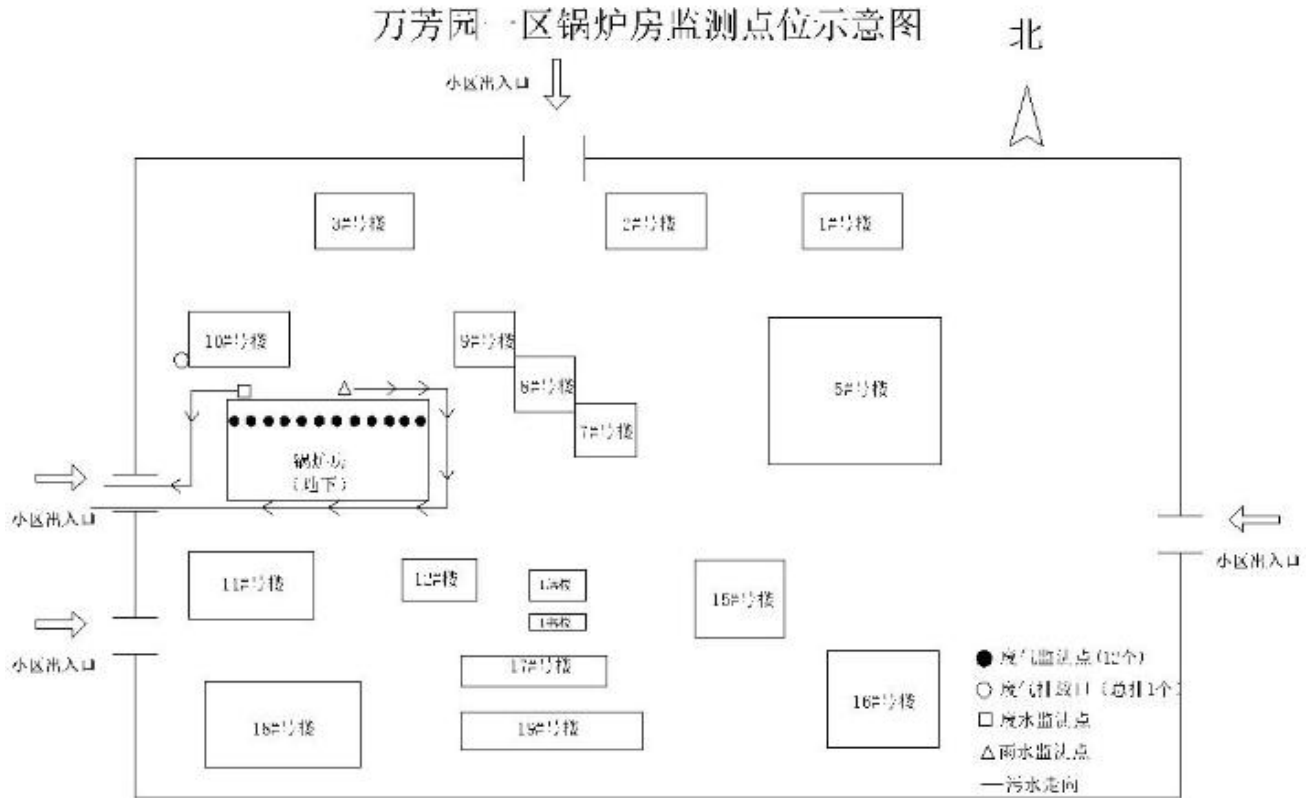 万芳园一区锅炉房监测点位示意图
北
小区出入口
3#号楼
2#号楼
1#号楼
10#号楼
9#号楼
8#号楼
7#号楼
5#号楼
锅炉房
(地下)
小区出入口
小区出入口
11#号楼
12#楼
15#号楼
小区出入口
17#号楼
18#号楼
19#号楼
16#号楼
废气监测点(12个)
废气排放口(总排1个)
废水监测点
雨水监测点
污水走向